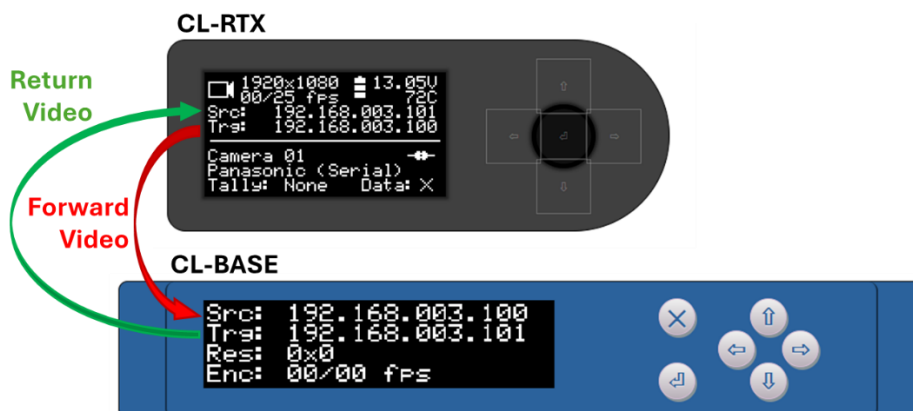 CL-RTX
Return
Video
1920x1080 13.05V
00/25 fps 72C
Src: 192.168.003.101
Trg: 192.168.003.100
Camera 01
Panasonic (Serial)
Tally: None Data: X
Forward
Video
CL-BASE
Src: 192.168.003.100
Trg: 192.168.003.101
Res: 0x0
Enc: 00/00 fps